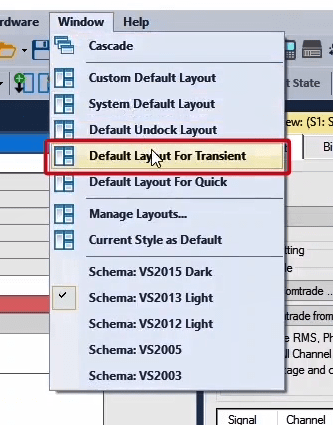 rdware Window Help
Cascade
Custom Default Layout
System Default Layout
Default Undock Layout
Default Layout For Transient
Default Layout For Quick
Manage Layouts...
Current Style as Default
Schema: VS2015 Dark
Schema: VS2013 Light
Schema: VS2012 Light
Schema: VS2005
Schema: VS2003
t State
ew: (S1: S
Bi
tting
le
omtrade ..
trade from
e RMS, Ph
ll Channel
age and c
Signal Channel